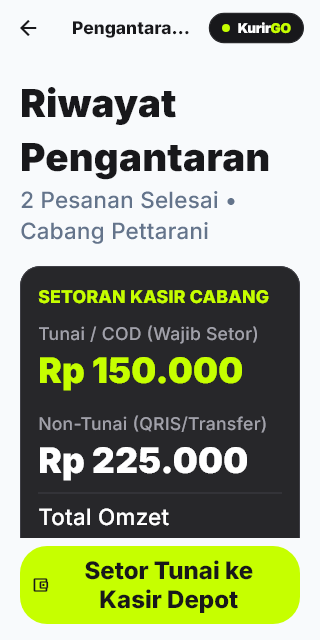 Pengantara...
KurirGO
Riwayat
Pengantaran
2 Pesanan Selesai •
Cabang Pettarani
SETORAN KASIR CABANG
Tunai / COD (Wajib Setor)
Rp 150.000
Non-Tunai (QRIS/Transfer)
Rp 225.000
Total Omzet
Setor Tunai ke
Kasir Depot